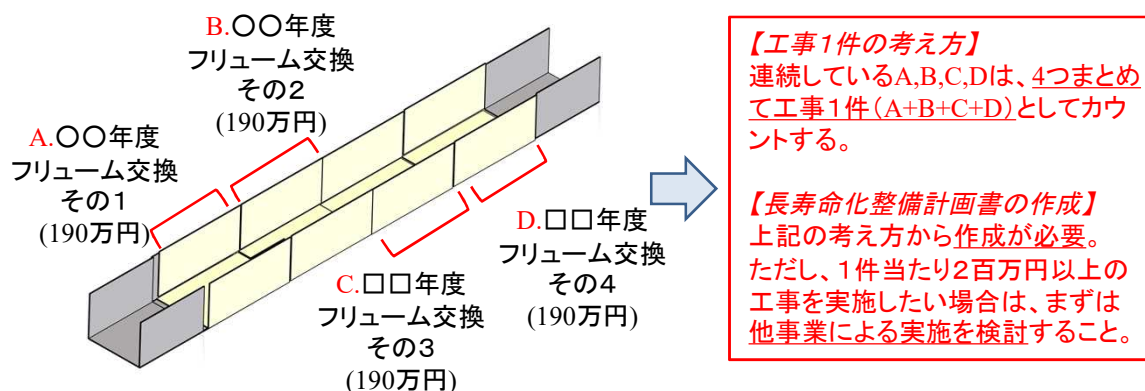 A.〇〇年度
フリューム交換
その1
(190万円)
B.〇〇年度
フリューム交換
その2
(190万円)
C.□□年度
フリューム交換
その3
(190万円)
D.□□年度
フリューム交換
その4
(190万円)
【工事1件の考え方】
連続しているA,B,C,Dは、4つまとめ
て工事1件(A+B+C+D)としてカウ
ントする。
【長寿命化整備計画書の作成】
上記の考え方から作成が必要。
ただし、1件当たり2百万円以上の
工事を実施したい場合は、まずは
他事業による実施を検討すること。